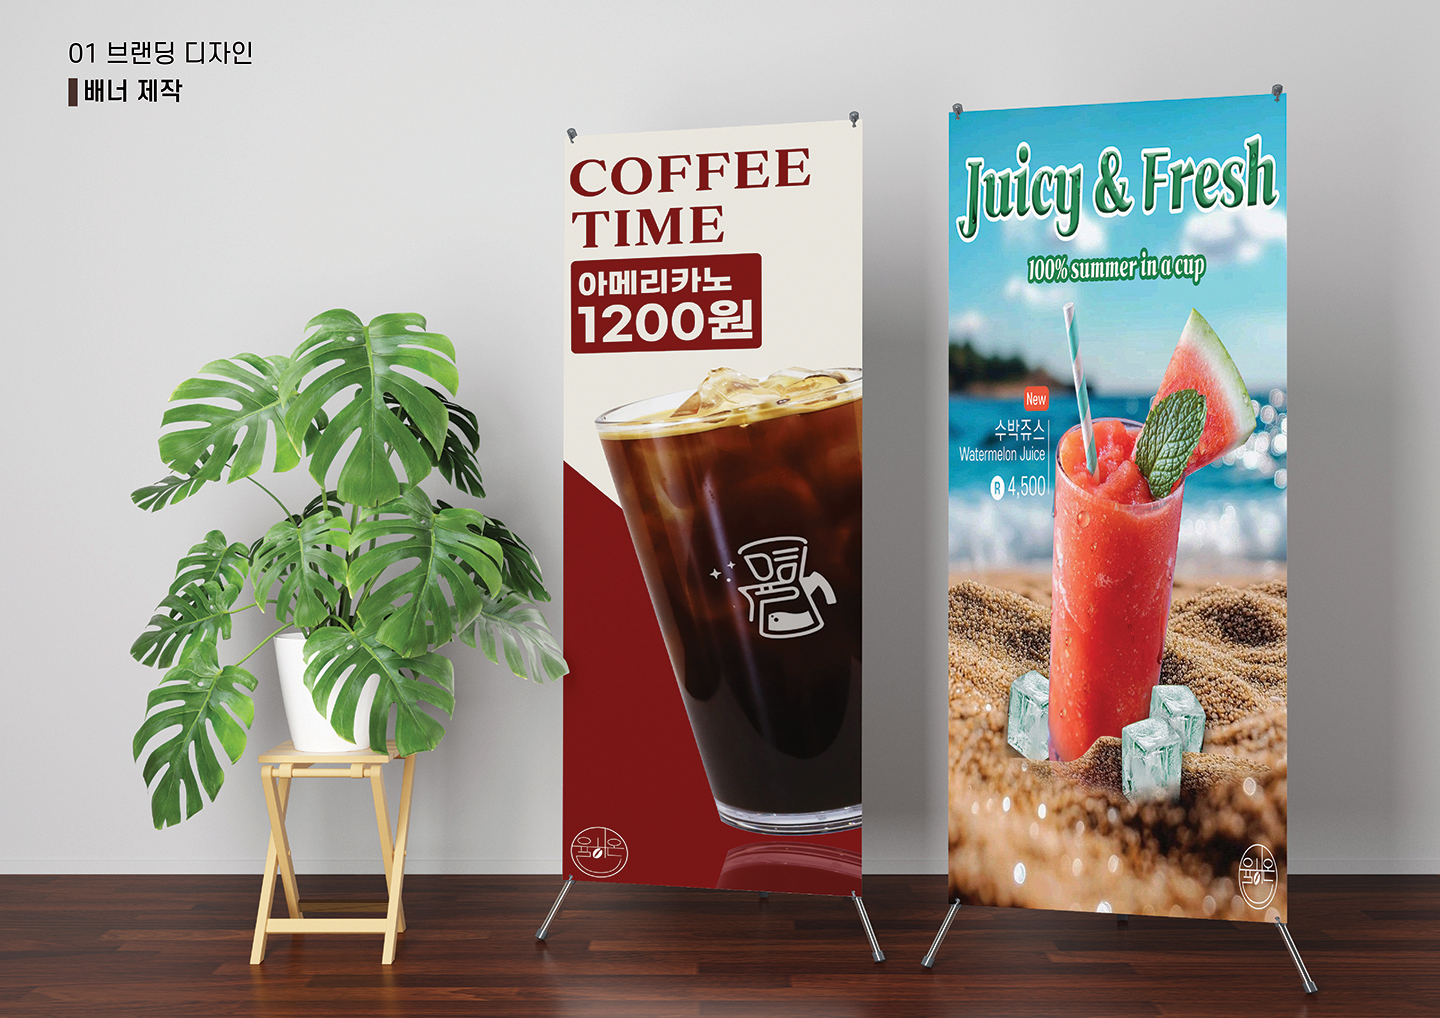 01 브랜딩 디자인
배너 제작
COFFEE
TIME
아메리카노
1200원
Juicy & Fresh
100% summer in a cup
New
수박쥬스
Watermelon Juice
R 4,500